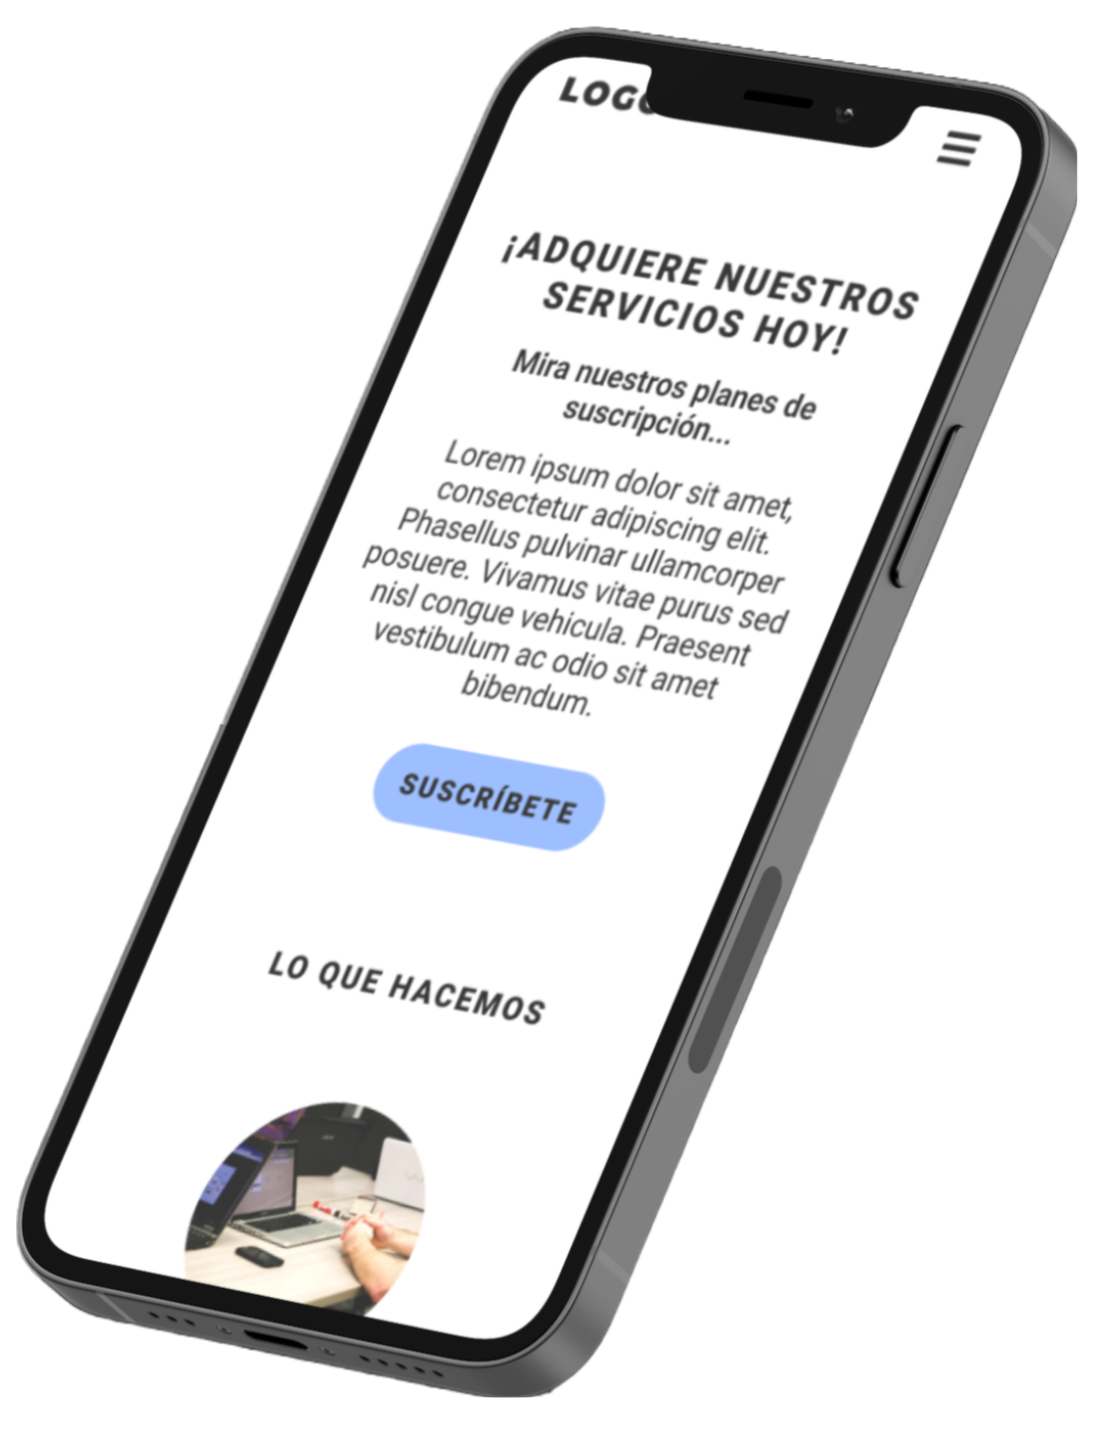 LOGO
¡ADQUIERE NUESTROS
SERVICIOS HOY!
Mira nuestros planes de
suscripción...
Lorem ipsum dolor sit amet,
consectetur adipiscing elit.
Phasellus pulvinar ullamcorper
posuere. Vivamus vitae purus sed
nisl congue vehicula. Praesent
vestibulum ac odio sit amet
bibendum.
SUSCRÍBETE
LO QUE HACEMOS